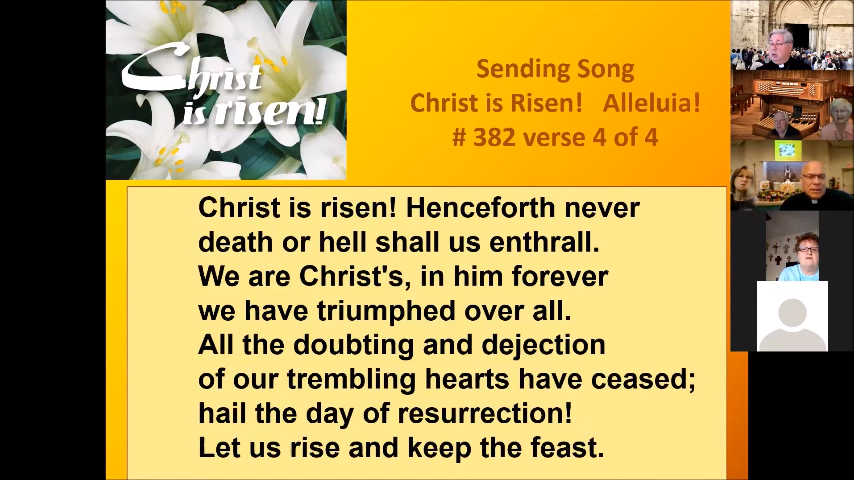 Christ
is risen!
Sending Song
Christ is Risen! Alleluia!
# 382 verse 4 of 4
Christ is risen! Henceforth never
death or hell shall us enthrall.
We are Christ's, in him forever
we have triumphed over all.
All the doubting and dejection
of our trembling hearts have ceased;
hail the day of resurrection!
Let us rise and keep the feast.